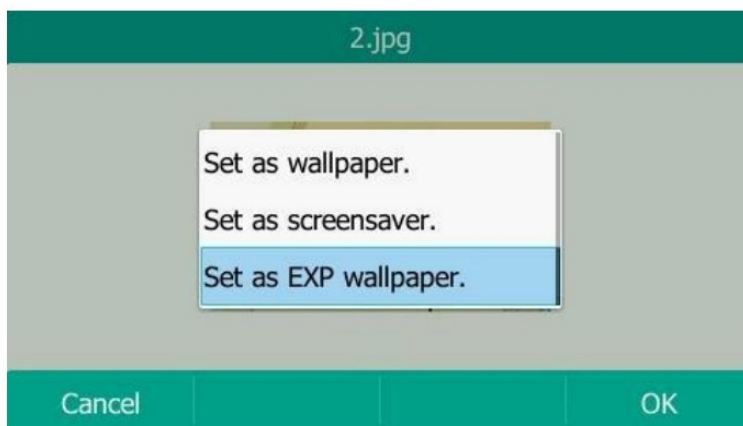 2.jpg
Set as wallpaper.
Set as screensaver.
Set as EXP wallpaper.
Cancel
OK